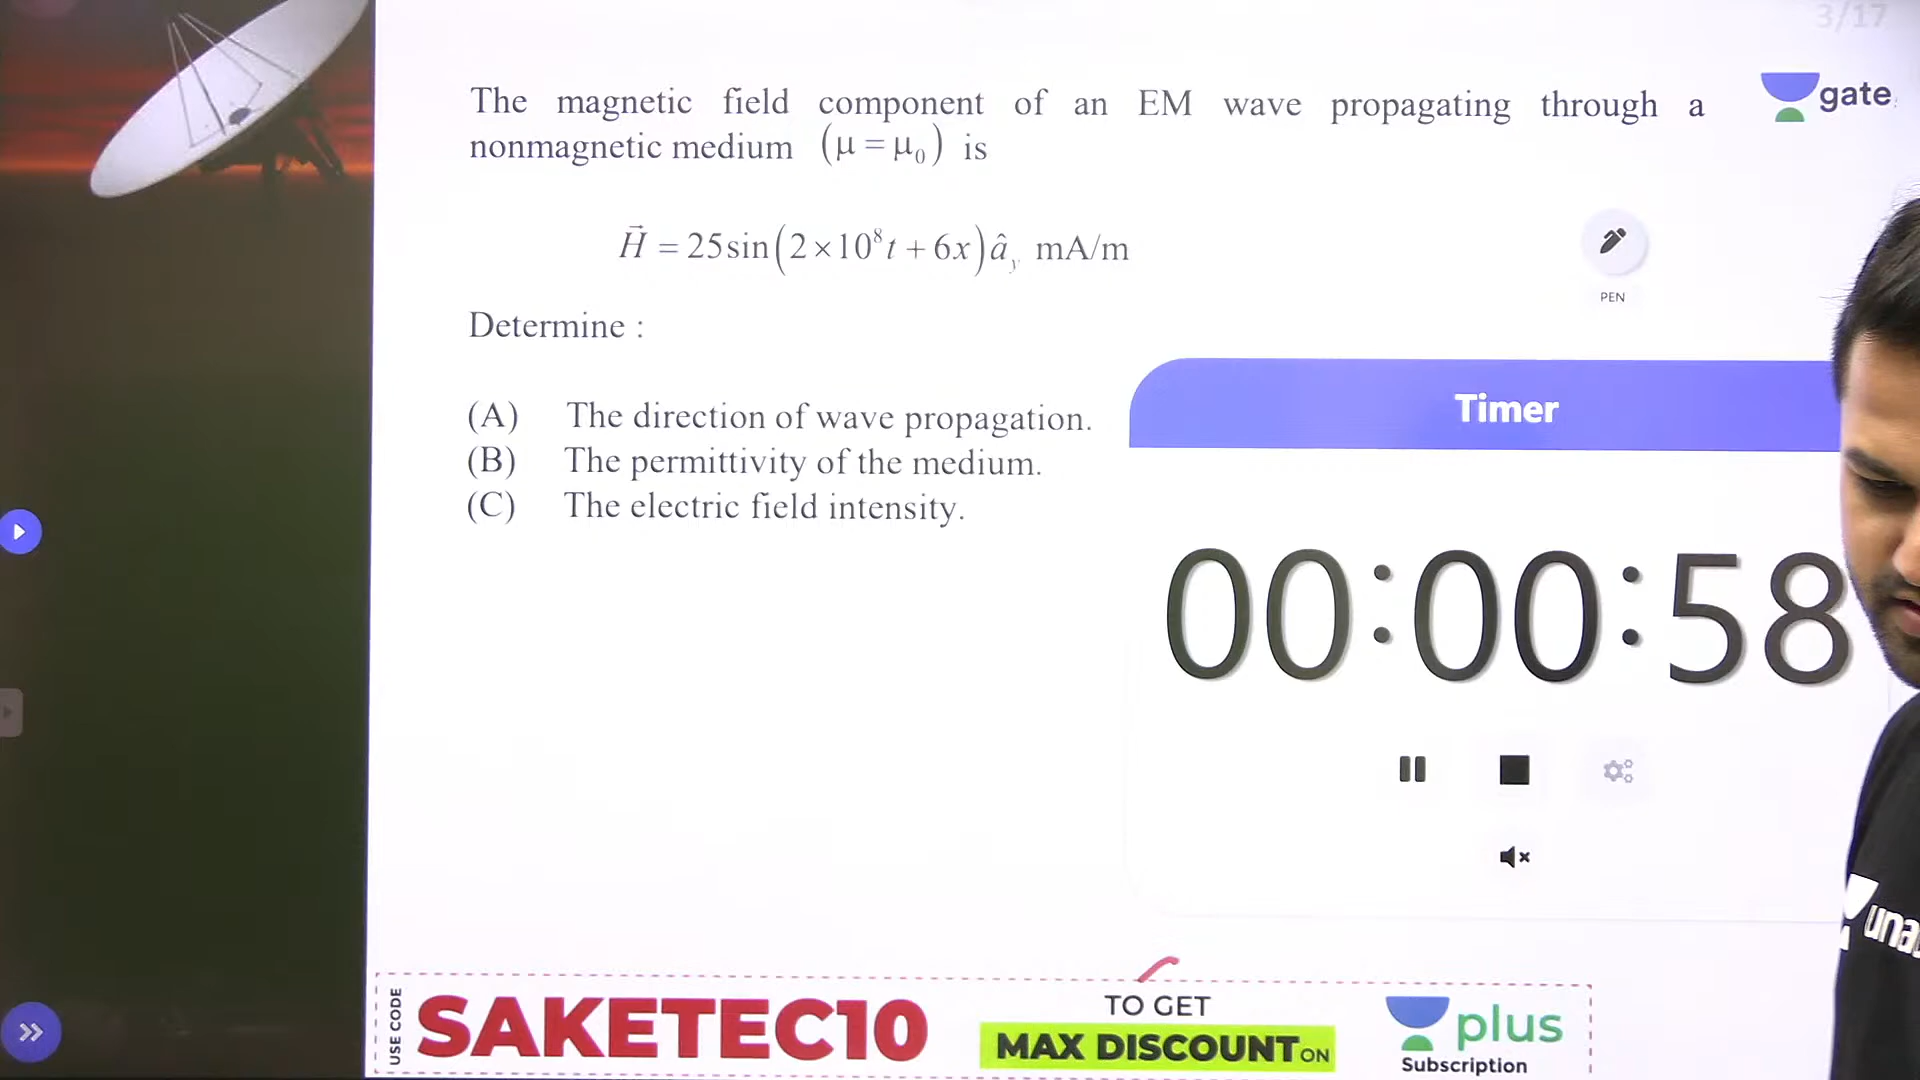 3/17
gate
The magnetic field component of an EM wave propagating through a
nonmagnetic medium (μ = μ₀) is
H⃗ = 25sin(2×10⁸t + 6x)â_y mA/m
PEN
Determine :
(A) The direction of wave propagation.
(B) The permittivity of the medium.
(C) The electric field intensity.
Timer
00:00:58
una
USE CODE
SAKETEC10
TO GET
MAX DISCOUNT ON
plus
Subscription